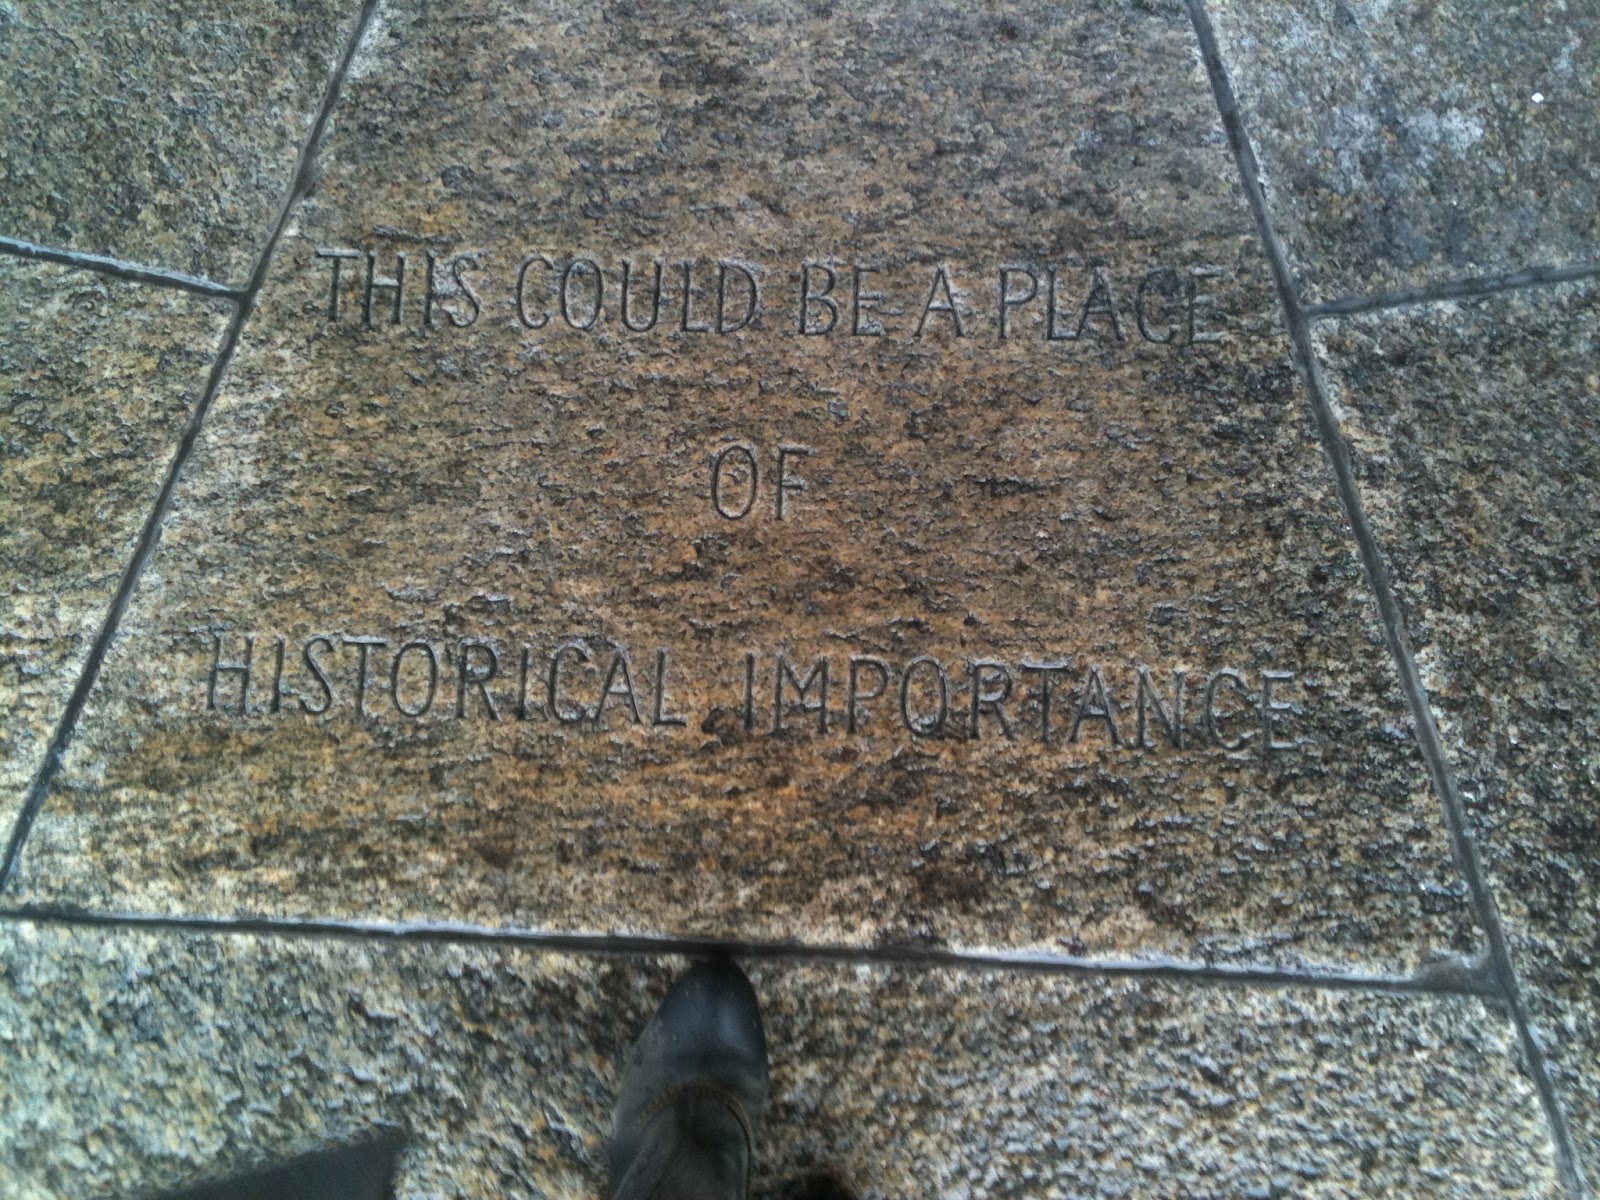 THIS COULD BE A PLACE
OF
HISTORICAL IMPORTANCE